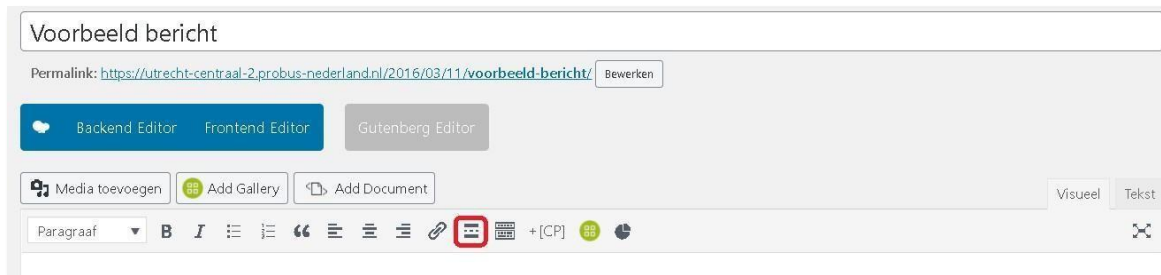 Voorbeeld bericht
Permalink: https://utrecht-centraal-2.probus-nederland.nl/2016/03/11/voorbeeld-bericht/ Bewerken
Backend Editor Frontend Editor Gutenberg Editor
Media toevoegen Add Gallery Add Document
Visueel Tekst
Paragraaf B I +[CP]